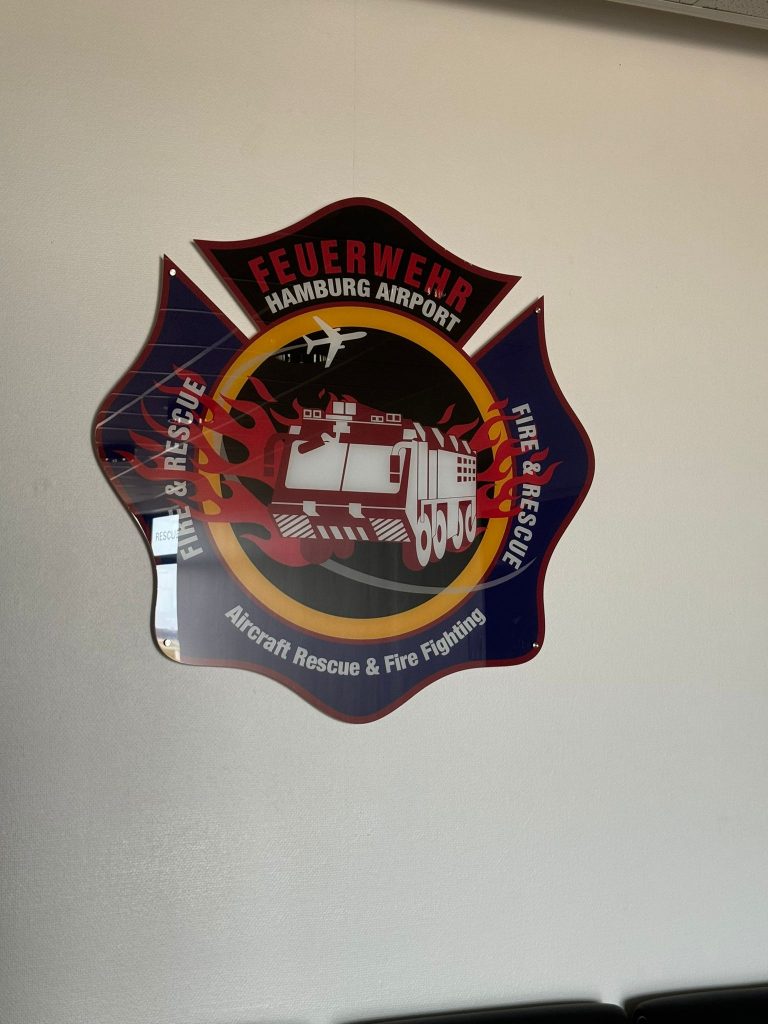 FEUERWEHR
HAMBURG AIRPORT
FIRE & RESCUE
FIRE & RESCUE
Aircraft Rescue & Fire Fighting